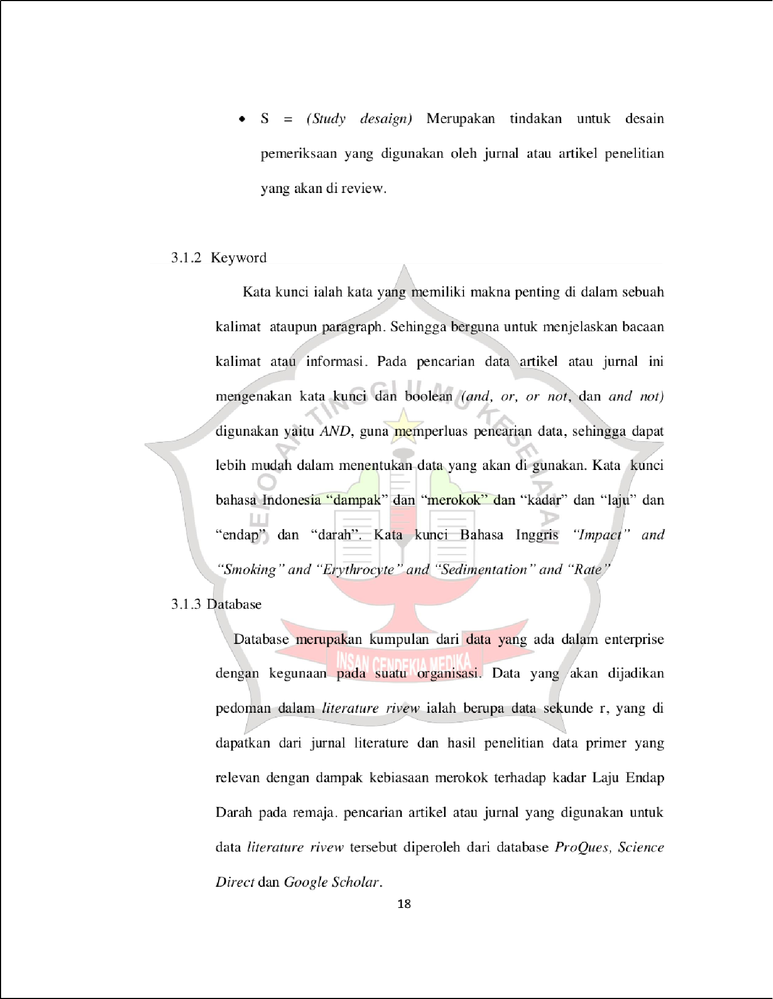 • S = (Study desaign) Merupakan tindakan untuk desain
pemeriksaan yang digunakan oleh jurnal atau artikel penelitian
yang akan di review.
3.1.2 Keyword
Kata kunci ialah kata yang memiliki makna penting di dalam sebuah
kalimat ataupun paragraph. Sehingga berguna untuk menjelaskan bacaan
kalimat atau informasi. Pada pencarian data artikel atau jurnal ini
mengenakan kata kunci dan boolean (and, or, or not, dan and not)
digunakan yaitu AND, guna memperluas pencarian data, sehingga dapat
lebih mudah dalam menentukan data yang akan di gunakan. Kata kunci
bahasa Indonesia “dampak” dan “merokok” dan “kadar” dan “laju” dan
“endap” dan “darah”. Kata kunci Bahasa Inggris “Impact” and
“Smoking” and “Erythrocyte” and “Sedimentation” and “Rate”
3.1.3 Database
Database merupakan kumpulan dari data yang ada dalam enterprise
dengan kegunaan pada suatu organisasi. Data yang akan dijadikan
pedoman dalam literature rivew ialah berupa data sekunde r, yang di
dapatkan dari jurnal literature dan hasil penelitian data primer yang
relevan dengan dampak kebiasaan merokok terhadap kadar Laju Endap
Darah pada remaja. pencarian artikel atau jurnal yang digunakan untuk
data literature rivew tersebut diperoleh dari database ProQues, Science
Direct dan Google Scholar.
18
SEKOLAH TINGGI ILMU KESEHATAN
INSAN CENDEKIA MEDIKA